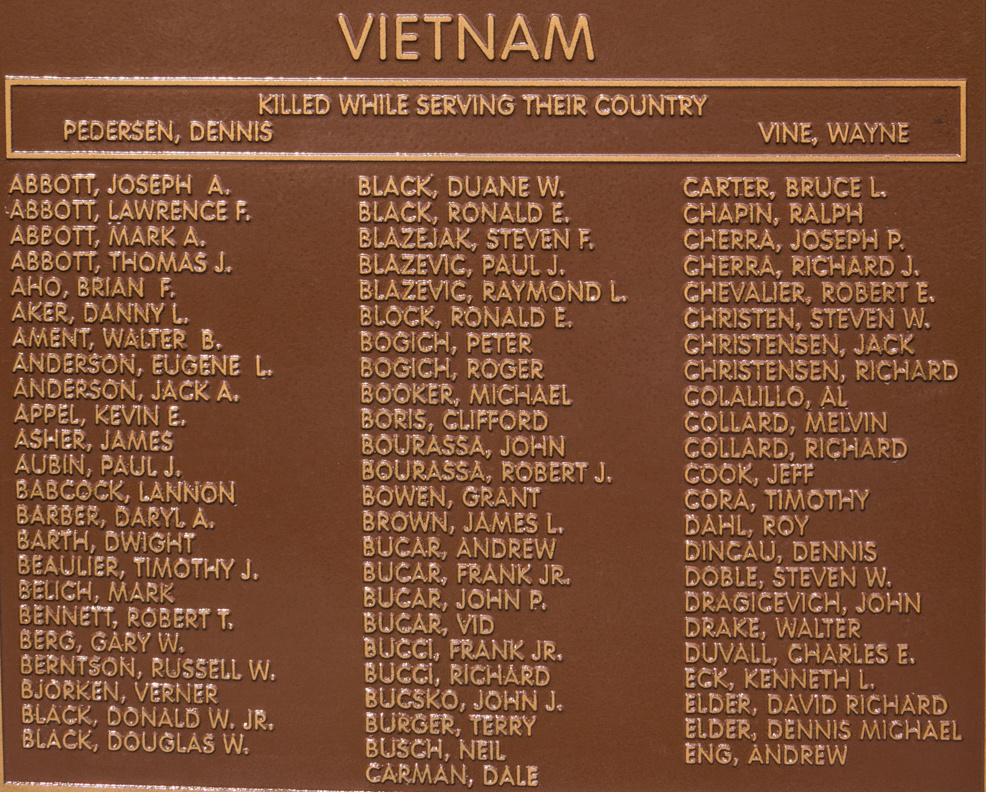 VIETNAM
KILLED WHILE SERVING THEIR COUNTRY
PEDERSEN, DENNIS
VINE, WAYNE
ABBOTT, JOSEPH A.
ABBOTT, LAWRENCE F.
ABBOTT, MARK A.
ABBOTT, THOMAS J.
AHO, BRIAN F.
AKER, DANNY L.
AMENT, WALTER B.
ANDERSON, EUGENE L.
ANDERSON, JACK A.
APPEL, KEVIN E.
ASHER, JAMES
AUBIN, PAUL J.
BABCOCK, LANNON
BARBER, DARYL A.
BARTH, DWIGHT
BEAULIER, TIMOTHY J.
BELICH, MARK
BENNETT, ROBERT T.
BERG, GARY W.
BERNTSON, RUSSELL W.
BJORKEN, VERNER
BLACK, DONALD W. JR.
BLACK, DOUGLAS W.
BLACK, DUANE W.
BLACK, RONALD E.
BLAZEJAK, STEVEN F.
BLAZEVIC, PAUL J.
BLAZEVIC, RAYMOND L.
BLOCK, RONALD E.
BOGICH, PETER
BOGICH, ROGER
BOOKER, MICHAEL
BORIS, CLIFFORD
BOURASSA, JOHN
BOURASSA, ROBERT J.
BOWEN, GRANT
BROWN, JAMES L.
BUCAR, ANDREW
BUCAR, FRANK JR.
BUCAR, JOHN P.
BUCAR, VID
BUCCI, FRANK JR.
BUCCI, RICHARD
BUCSKO, JOHN J.
BURGER, TERRY
BUSCH, NEIL
CARMAN, DALE
CARTER, BRUCE L.
CHAPIN, RALPH
CHERRA, JOSEPH P.
CHERRA, RICHARD J.
CHEVALIER, ROBERT E.
CHRISTEN, STEVEN W.
CHRISTENSEN, JACK
CHRISTENSEN, RICHARD
COLALILLO, AL
COLLARD, MELVIN
COLLARD, RICHARD
COOK, JEFF
CORA, TIMOTHY
DAHL, ROY
DINCAU, DENNIS
DOBLE, STEVEN W.
DRAGICEVICH, JOHN
DRAKE, WALTER
DUVALL, CHARLES E.
ECK, KENNETH L.
ELDER, DAVID RICHARD
ELDER, DENNIS MICHAEL
ENG, ANDREW